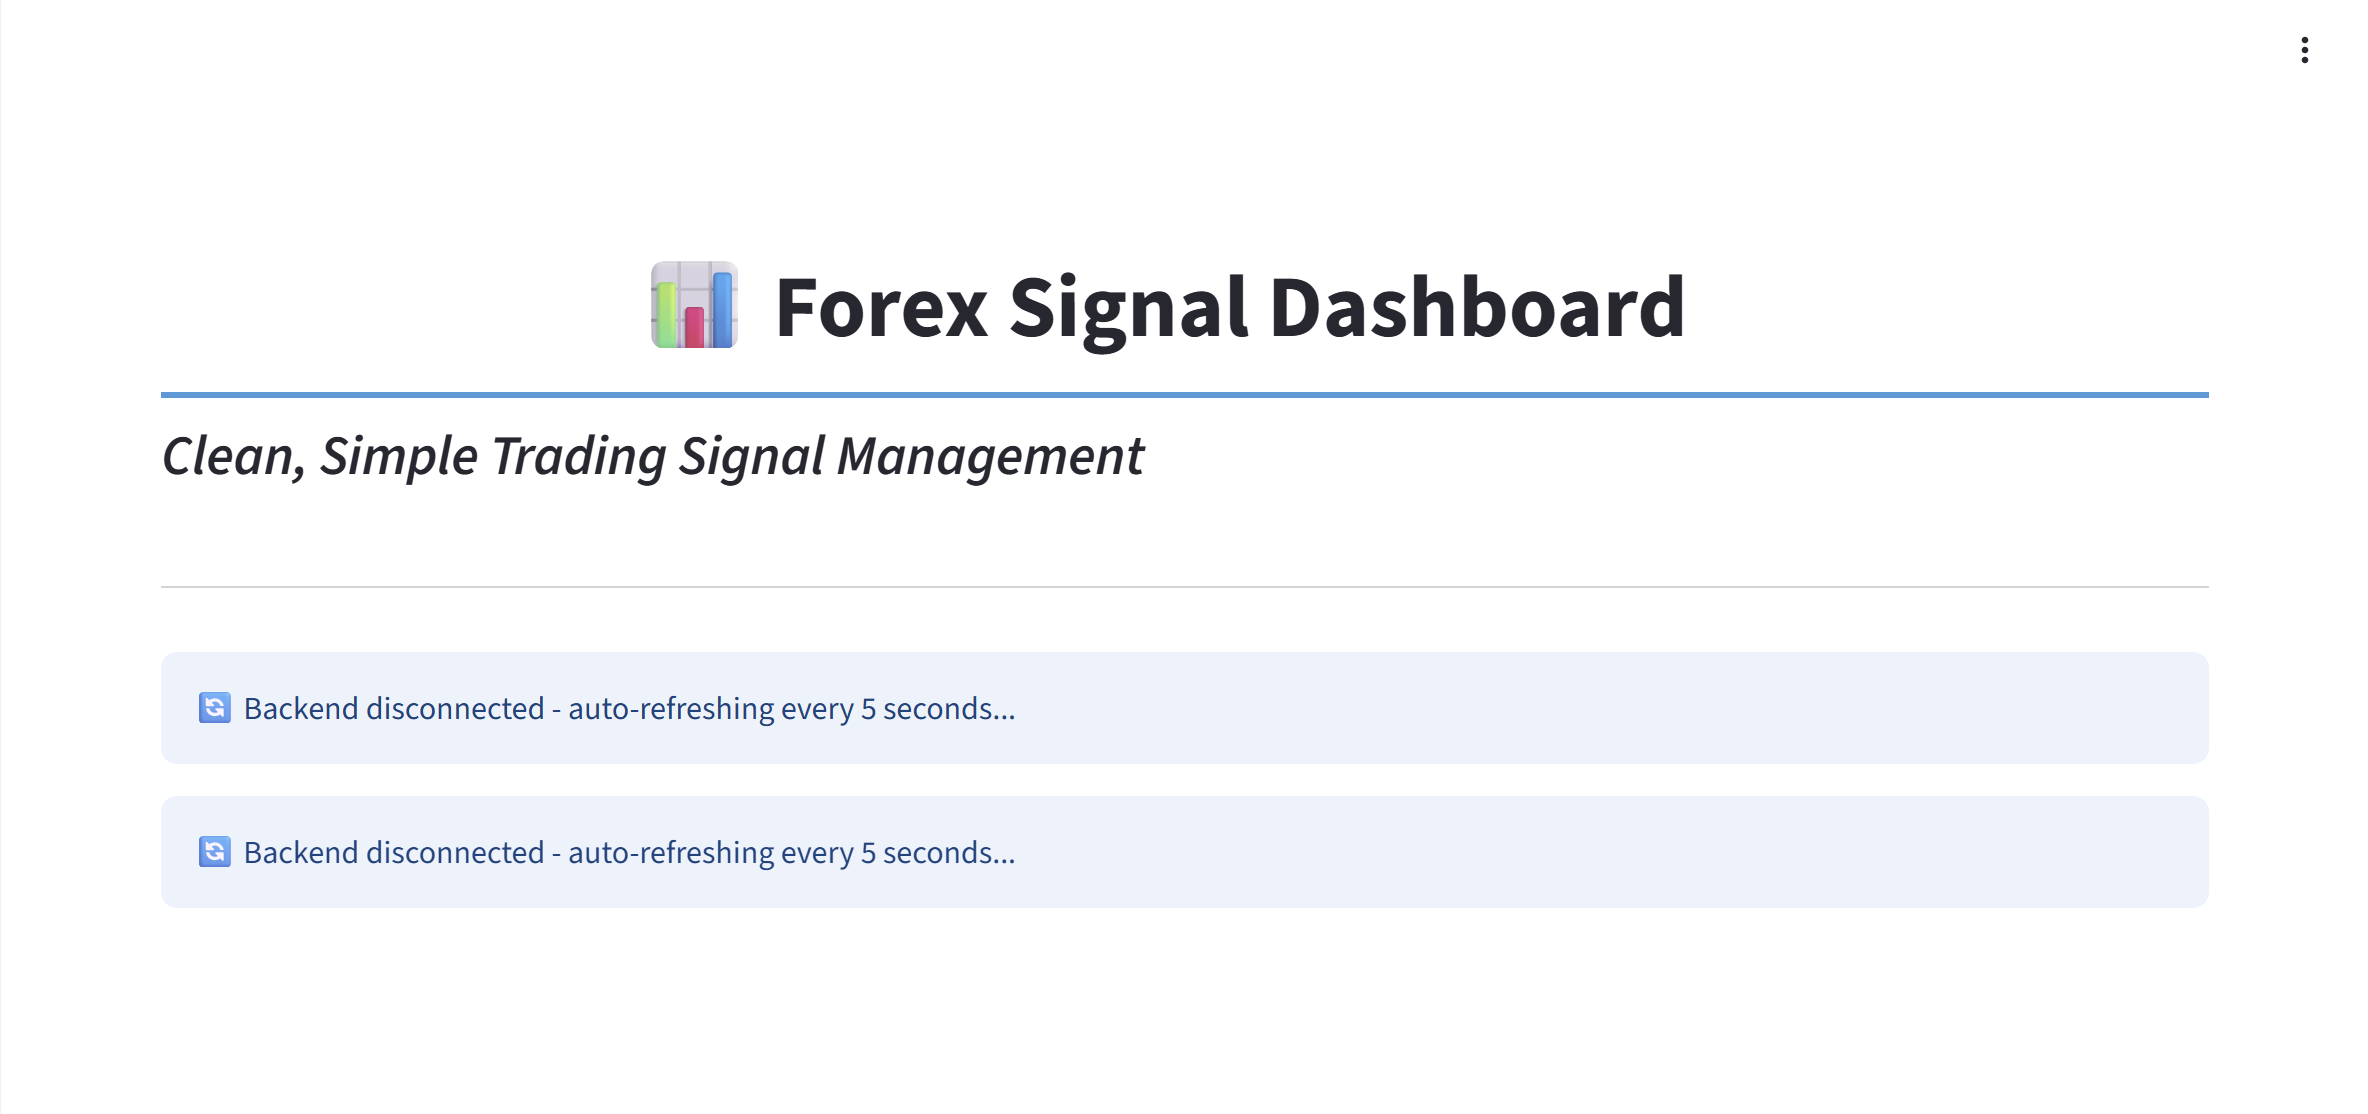 📊 Forex Signal Dashboard
Clean, Simple Trading Signal Management
🔄 Backend disconnected - auto-refreshing every 5 seconds...
🔄 Backend disconnected - auto-refreshing every 5 seconds...